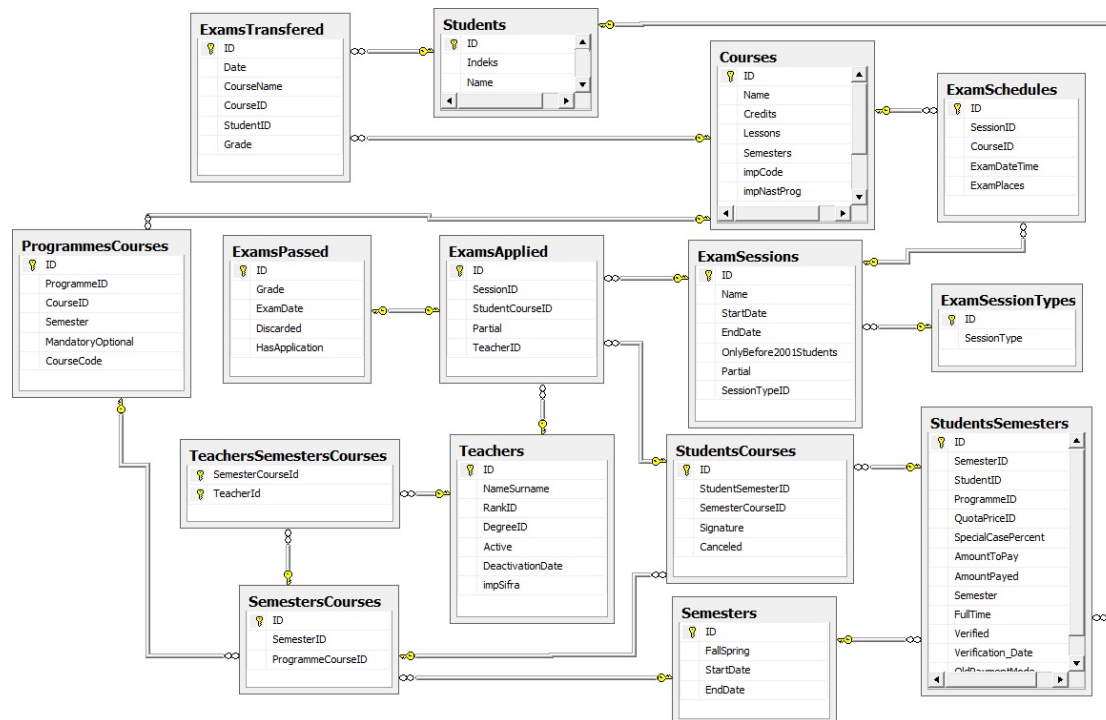 ExamsTransfered
ID
Date
CourseName
CourseID
StudentID
Grade
Students
ID
Indeks
Name
Courses
ID
Name
Credits
Lessons
Semesters
impCode
impNastProg
ExamSchedules
ID
SessionID
CourseID
ExamDateTime
ExamPlaces
ProgrammesCourses
ID
ProgrammeID
CourseID
Semester
MandatoryOptional
CourseCode
ExamsPassed
ID
Grade
ExamDate
Discarded
HasApplication
ExamsApplied
ID
SessionID
StudentCourseID
Partial
TeacherID
ExamSessions
ID
Name
StartDate
EndDate
OnlyBefore2001Students
Partial
SessionTypeID
ExamSessionTypes
ID
SessionType
TeachersSemestersCourses
SemesterCourseId
TeacherId
Teachers
ID
NameSurname
RankID
DegreeID
Active
DeactivationDate
impSifra
StudentsCourses
ID
StudentSemesterID
SemesterCourseID
Signature
Canceled
StudentsSemesters
ID
SemesterID
StudentID
ProgrammeID
QuotaPriceID
SpecialCasePercent
AmountToPay
AmountPayed
Semester
FullTime
Verified
Verification_Date
OldPaymentMode
SemestersCourses
ID
SemesterID
ProgrammeCourseID
Semesters
ID
FallSpring
StartDate
EndDate